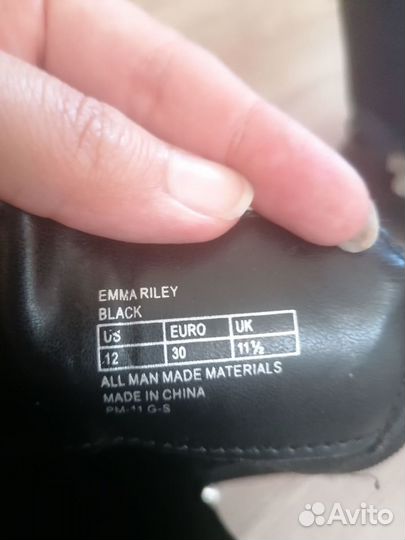 EMMA RILEY
BLACK
US EURO UK
12 30 11½
ALL MAN MADE MATERIALS
MADE IN CHINA
PM-11 G-S
Avito